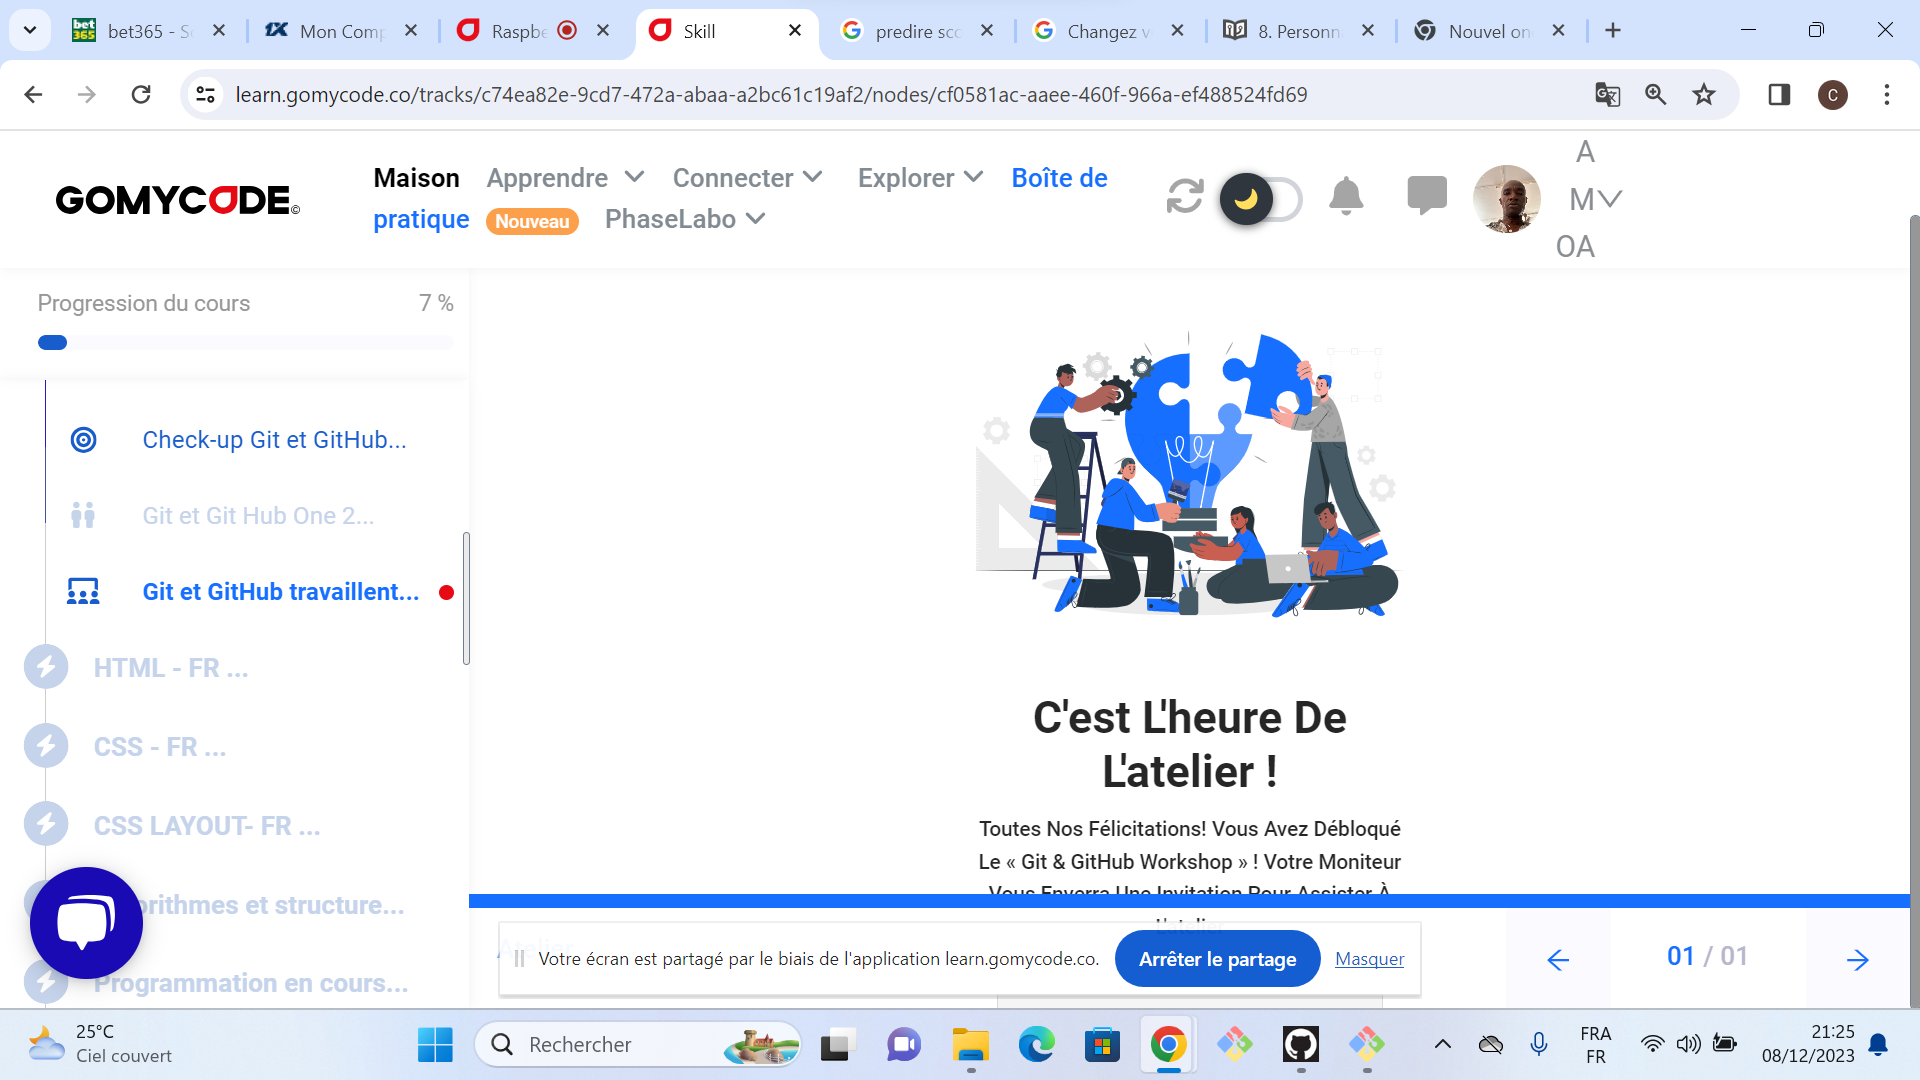 bet365 - S
Mon Comp
Raspbe
Skill
predire sco
Changez v
8. Personn
Nouvel on
learn.gomycode.co/tracks/c74ea82e-9cd7-472a-abaa-a2bc61c19af2/nodes/cf0581ac-aaee-460f-966a-ef488524fd69
C
GOMYCODE
Maison Apprendre Connecter Explorer Boîte de
pratique Nouveau PhaseLabo
A
M
OA
Progression du cours 7 %
Check-up Git et GitHub...
Git et Git Hub One 2...
Git et GitHub travaillent...
HTML - FR ...
CSS - FR ...
CSS LAYOUT- FR ...
orithmes et structure...
Programmation en cours...
C'est L'heure De
L'atelier !
Toutes Nos Félicitations! Vous Avez Débloqué
Le « Git & GitHub Workshop » ! Votre Moniteur
Vous Enverra Une Invitation Pour Assister À
L'atelier
Votre écran est partagé par le biais de l'application learn.gomycode.co.
Arrêter le partage
Masquer
01 / 01
25°C
Ciel couvert
Rechercher
FRA
FR
21:25
08/12/2023